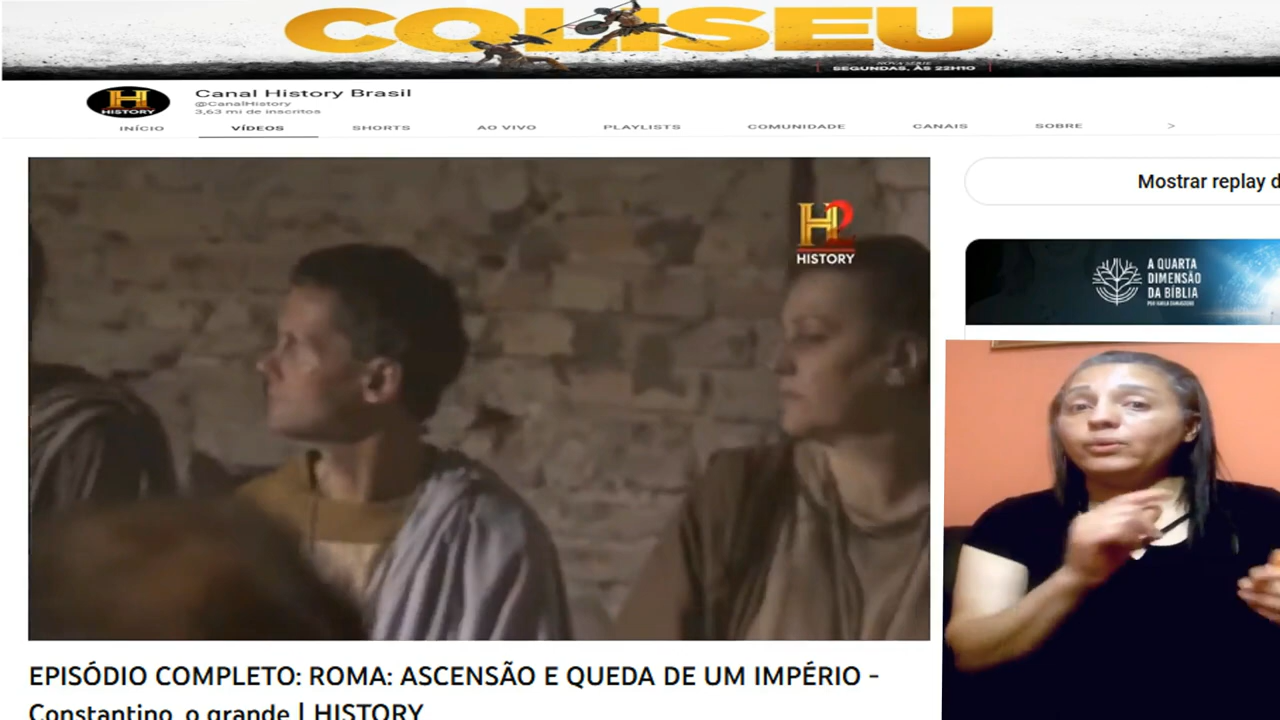 COLISEU
NOVA SÉRIE
SEGUNDAS, ÀS 22H10
HISTORY
Canal History Brasil
@CanalHistory
3,63 mi de inscritos
INÍCIO VÍDEOS SHORTS AO VIVO PLAYLISTS COMUNIDADE CANAIS SOBRE >
Mostrar replay d
H2
HISTORY
A QUARTA
DIMENSÃO
DA BÍBLIA
EPISÓDIO COMPLETO: ROMA: ASCENSÃO E QUEDA DE UM IMPÉRIO -
Constantino, o grande | HISTORY